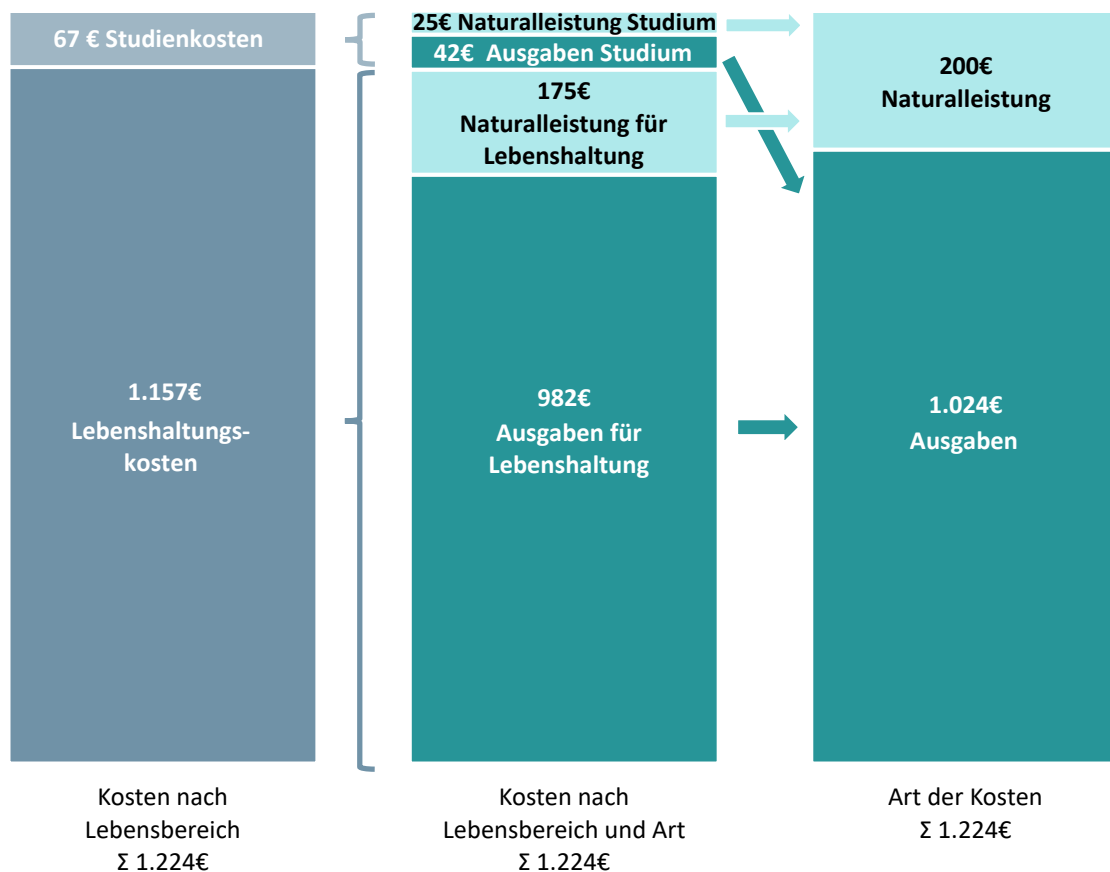 67 € Studienkosten
1.157€
Lebenshaltungs-
kosten
Kosten nach
Lebensbereich
Σ 1.224€
25€ Naturalleistung Studium
42€ Ausgaben Studium
175€
Naturalleistung für
Lebenshaltung
982€
Ausgaben für
Lebenshaltung
Kosten nach
Lebensbereich und Art
Σ 1.224€
200€
Naturalleistung
1.024€
Ausgaben
Art der Kosten
Σ 1.224€